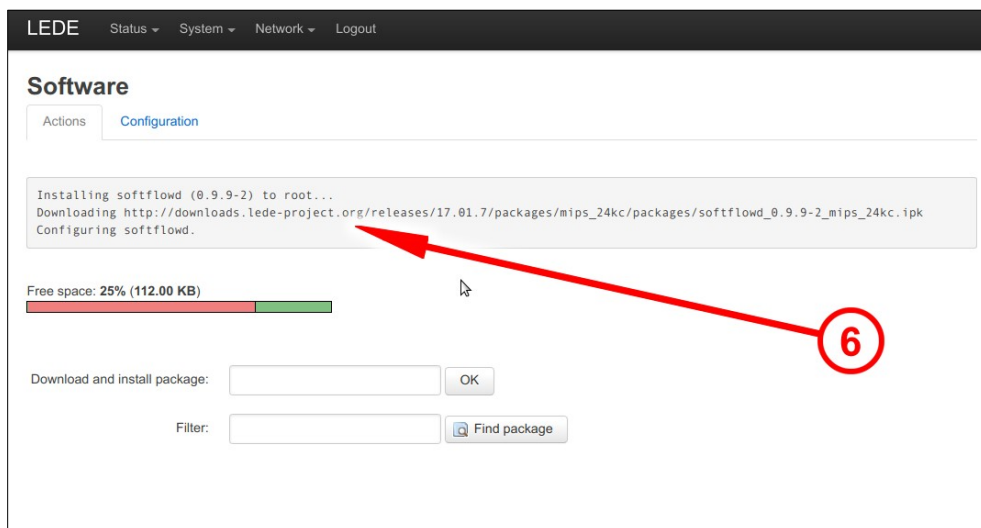 LEDE Status System Network Logout
Software
Actions Configuration
Installing softflowd (0.9.9-2) to root...
Downloading http://downloads.lede-project.org/releases/17.01.7/packages/mips_24kc/packages/softflowd_0.9.9-2_mips_24kc.ipk
Configuring softflowd.
Free space: 25% (112.00 KB)
6
Download and install package: OK
Filter: Find package